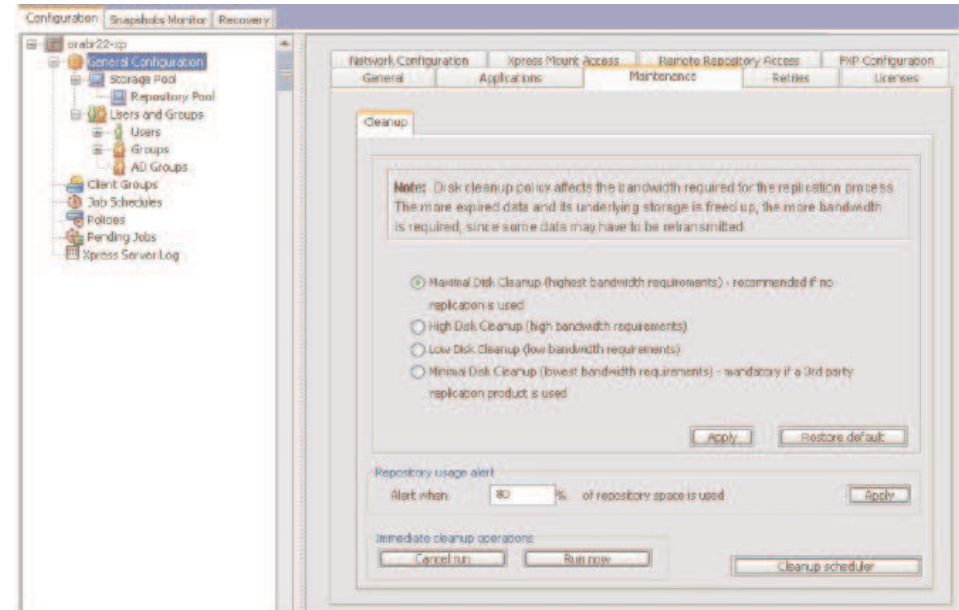 Configuration Snapshots Monitor Recovery
orabr22-xp
General Configuration
Storage Pool
Repository Pool
Users and Groups
Users
Groups
AD Groups
Client Groups
Job Schedules
Policies
Pending Jobs
Xpress Server Log
Network Configuration Xpress Mount Access Remote Repository Access FXP Configuration
General Applications Maintenance Retries Licenses
Cleanup
Note: Disk cleanup policy affects the bandwidth required for the replication process.
The more expired data and its underlying storage is freed up, the more bandwidth
is required, since some data may have to be retransmitted
Maximal Disk Cleanup (highest bandwidth requirements) - recommended if no
replication is used
High Disk Cleanup (high bandwidth requirements)
Low Disk Cleanup (low bandwidth requirements)
Minimal Disk Cleanup (lowest bandwidth requirements) - mandatory if a 3rd party
replication product is used
Apply Restore default
Repository usage alert
Alert when 80 % of repository space is used Apply
Immediate cleanup operations
Cancel run Run now
Cleanup scheduler